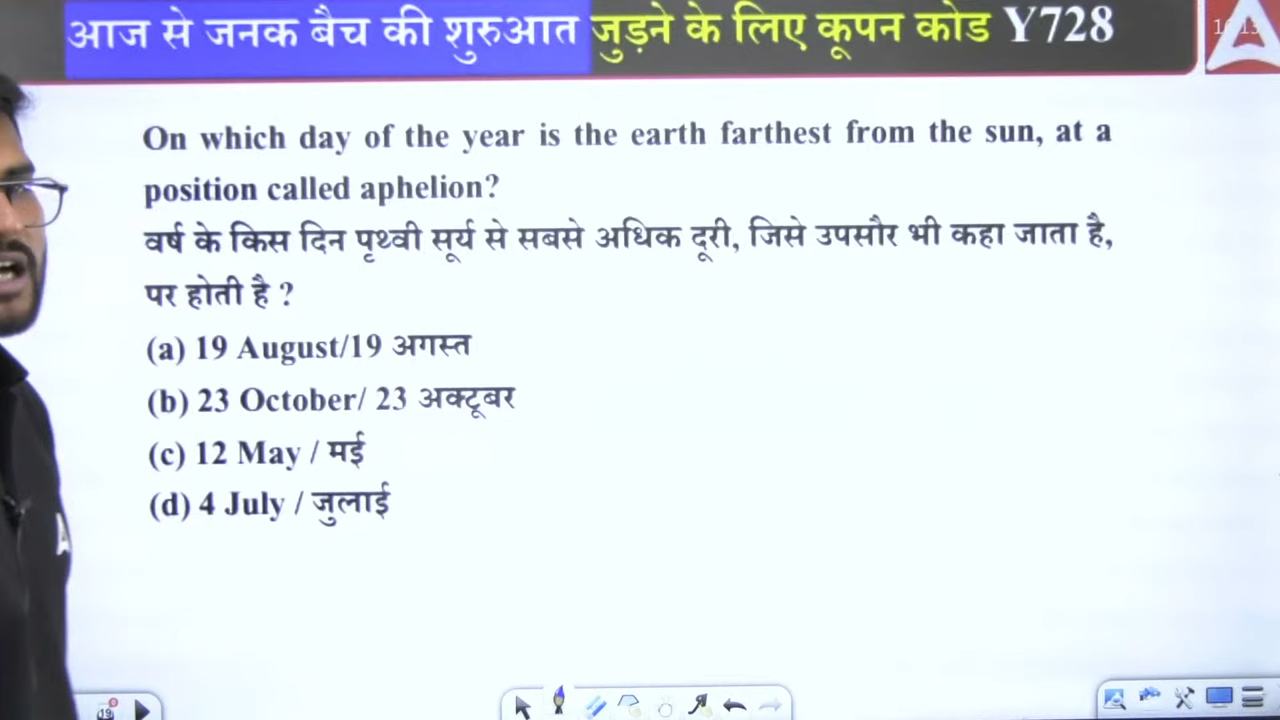 आज से जनक बैच की शुरुआत जुड़ने के लिए कूपन कोड Y728
On which day of the year is the earth farthest from the sun, at a
position called aphelion?
वर्ष के किस दिन पृथ्वी सूर्य से सबसे अधिक दूरी, जिसे उपसौर भी कहा जाता है,
पर होती है ?
(a) 19 August/19 अगस्त
(b) 23 October/ 23 अक्टूबर
(c) 12 May / मई
(d) 4 July / जुलाई
19